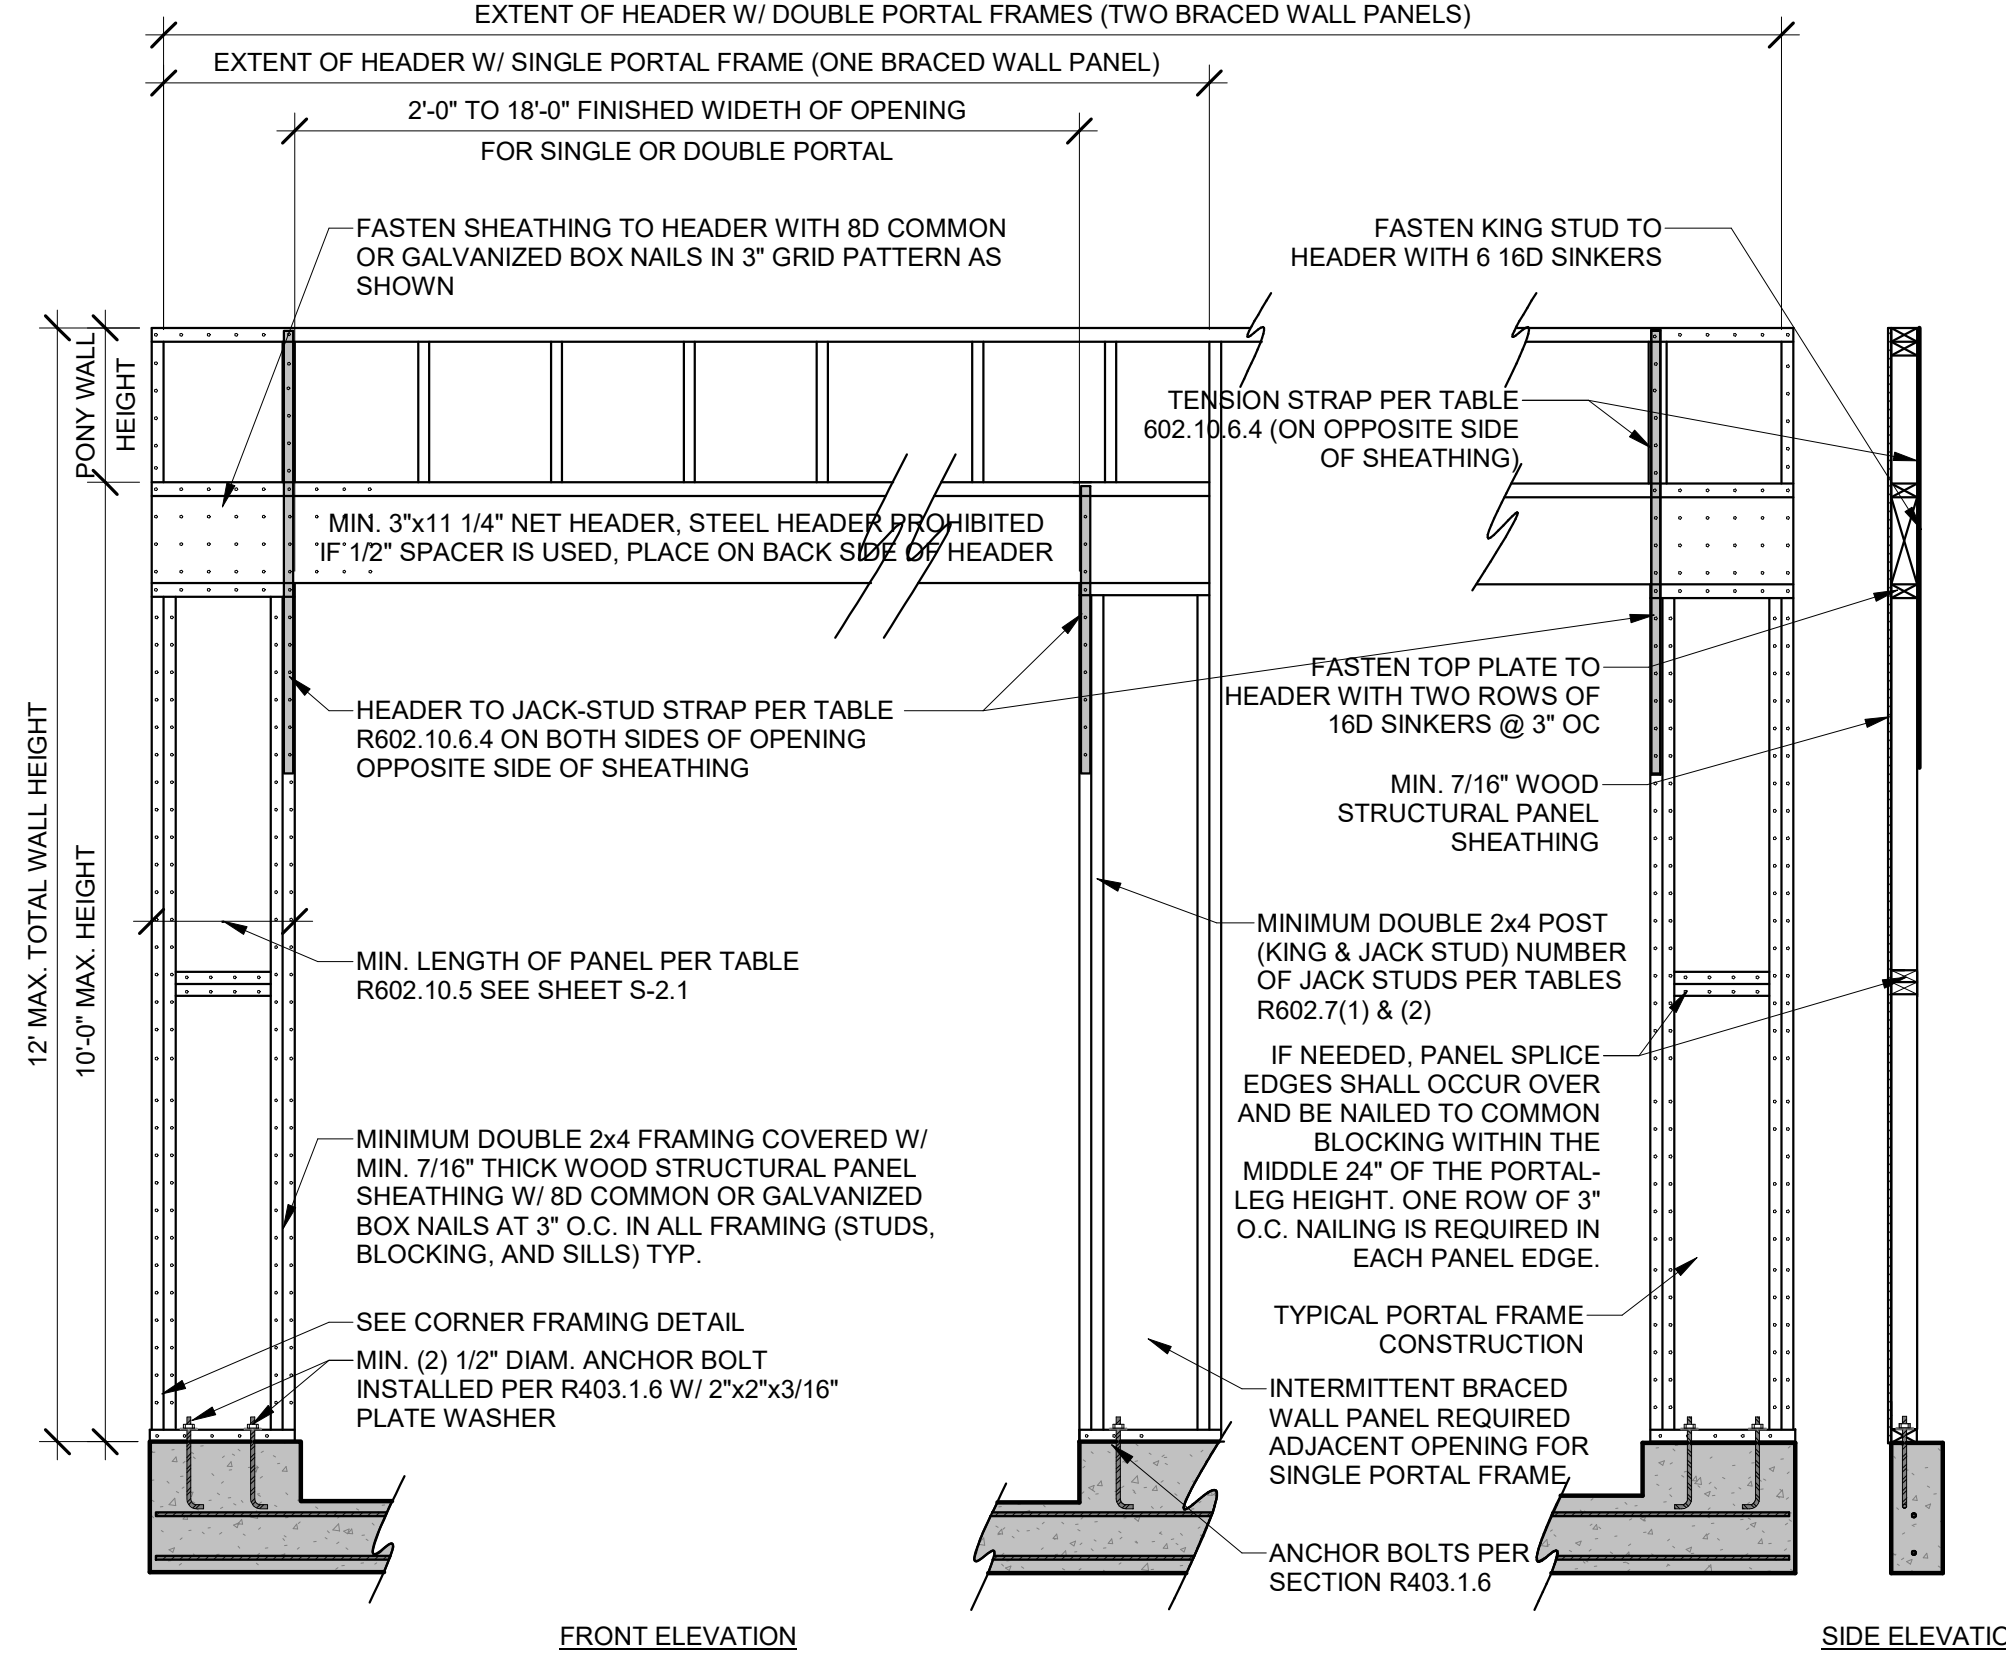 EXTENT OF HEADER W/ DOUBLE PORTAL FRAMES (TWO BRACED WALL PANELS)
EXTENT OF HEADER W/ SINGLE PORTAL FRAME (ONE BRACED WALL PANEL)
2'-0" TO 18'-0" FINISHED WIDETH OF OPENING
FOR SINGLE OR DOUBLE PORTAL
FASTEN SHEATHING TO HEADER WITH 8D COMMON
OR GALVANIZED BOX NAILS IN 3" GRID PATTERN AS
SHOWN
FASTEN KING STUD TO
HEADER WITH 6 16D SINKERS
PONY WALL
HEIGHT
TENSION STRAP PER TABLE
602.10.6.4 (ON OPPOSITE SIDE
OF SHEATHING)
MIN. 3"x11 1/4" NET HEADER, STEEL HEADER PROHIBITED
IF 1/2" SPACER IS USED, PLACE ON BACK SIDE OF HEADER
12' MAX. TOTAL WALL HEIGHT
10'-0" MAX. HEIGHT
HEADER TO JACK-STUD STRAP PER TABLE
R602.10.6.4 ON BOTH SIDES OF OPENING
OPPOSITE SIDE OF SHEATHING
FASTEN TOP PLATE TO
HEADER WITH TWO ROWS OF
16D SINKERS @ 3" OC
MIN. 7/16" WOOD
STRUCTURAL PANEL
SHEATHING
MIN. LENGTH OF PANEL PER TABLE
R602.10.5 SEE SHEET S-2.1
MINIMUM DOUBLE 2x4 POST
(KING & JACK STUD) NUMBER
OF JACK STUDS PER TABLES
R602.7(1) & (2)
IF NEEDED, PANEL SPLICE
EDGES SHALL OCCUR OVER
AND BE NAILED TO COMMON
BLOCKING WITHIN THE
MIDDLE 24" OF THE PORTAL-
LEG HEIGHT. ONE ROW OF 3"
O.C. NAILING IS REQUIRED IN
EACH PANEL EDGE.
MINIMUM DOUBLE 2x4 FRAMING COVERED W/
MIN. 7/16" THICK WOOD STRUCTURAL PANEL
SHEATHING W/ 8D COMMON OR GALVANIZED
BOX NAILS AT 3" O.C. IN ALL FRAMING (STUDS,
BLOCKING, AND SILLS) TYP.
SEE CORNER FRAMING DETAIL
MIN. (2) 1/2" DIAM. ANCHOR BOLT
INSTALLED PER R403.1.6 W/ 2"x2"x3/16"
PLATE WASHER
TYPICAL PORTAL FRAME
CONSTRUCTION
INTERMITTENT BRACED
WALL PANEL REQUIRED
ADJACENT OPENING FOR
SINGLE PORTAL FRAME
ANCHOR BOLTS PER
SECTION R403.1.6
FRONT ELEVATION
SIDE ELEVATIO